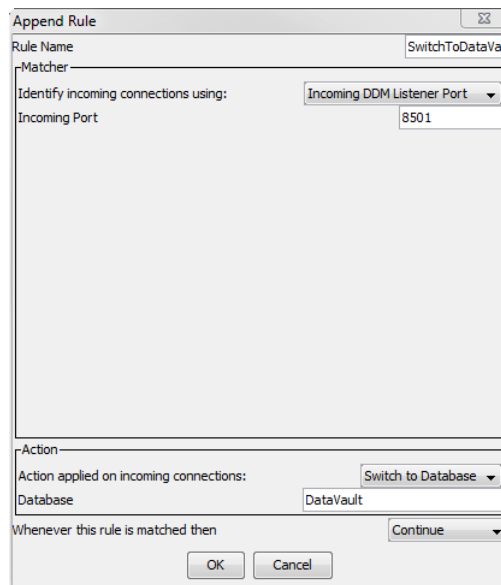 Append Rule
Rule Name SwitchToDataVa
Matcher
Identify incoming connections using: Incoming DDM Listener Port
Incoming Port 8501
Action
Action applied on incoming connections: Switch to Database
Database DataVault
Whenever this rule is matched then Continue
OK Cancel